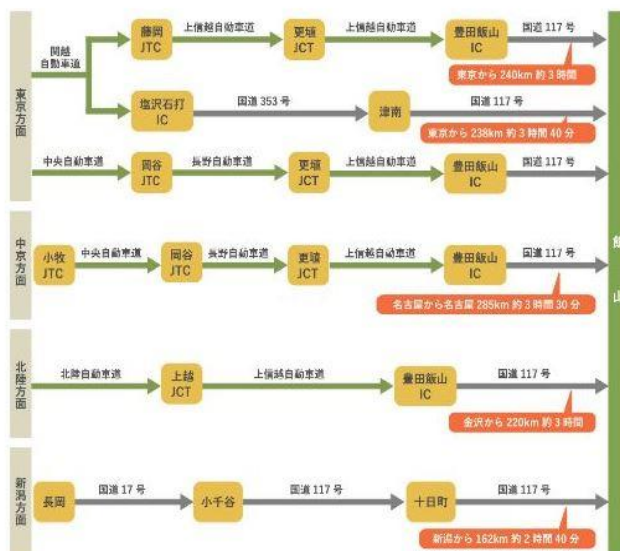 東京方面
関越
自動車道
藤岡
JTC
上信越自動車道
更埴
JCT
上信越自動車道
豊田飯山
IC
国道 117 号
東京から 240km 約 3 時間
塩沢石打
IC
国道 353 号
津南
国道 117 号
東京から 238km 約 3 時間 40 分
中央自動車道
岡谷
JTC
長野自動車道
更埴
JCT
上信越自動車道
豊田飯山
IC
国道 117 号
中京方面
小牧
JTC
中央自動車道
岡谷
JTC
長野自動車道
更埴
JCT
上信越自動車道
豊田飯山
IC
国道 117 号
名古屋から名古屋 285km 約 3 時間 30 分
北陸方面
北陸自動車道
上越
JCT
上信越自動車道
豊田飯山
IC
国道 117 号
金沢から 220km 約 3 時間
新潟方面
長岡
国道 17 号
小千谷
国道 117 号
十日町
国道 117 号
新潟から 162km 約 2 時間 40 分
飯山